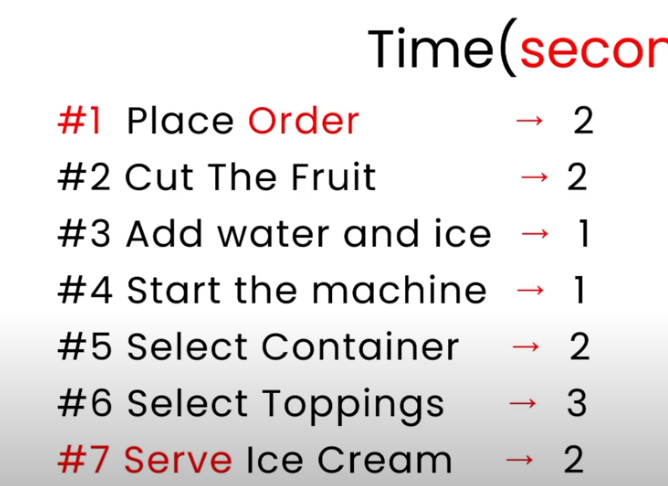 Time(secon
#1 Place Order → 2
#2 Cut The Fruit → 2
#3 Add water and ice → 1
#4 Start the machine → 1
#5 Select Container → 2
#6 Select Toppings → 3
#7 Serve Ice Cream → 2